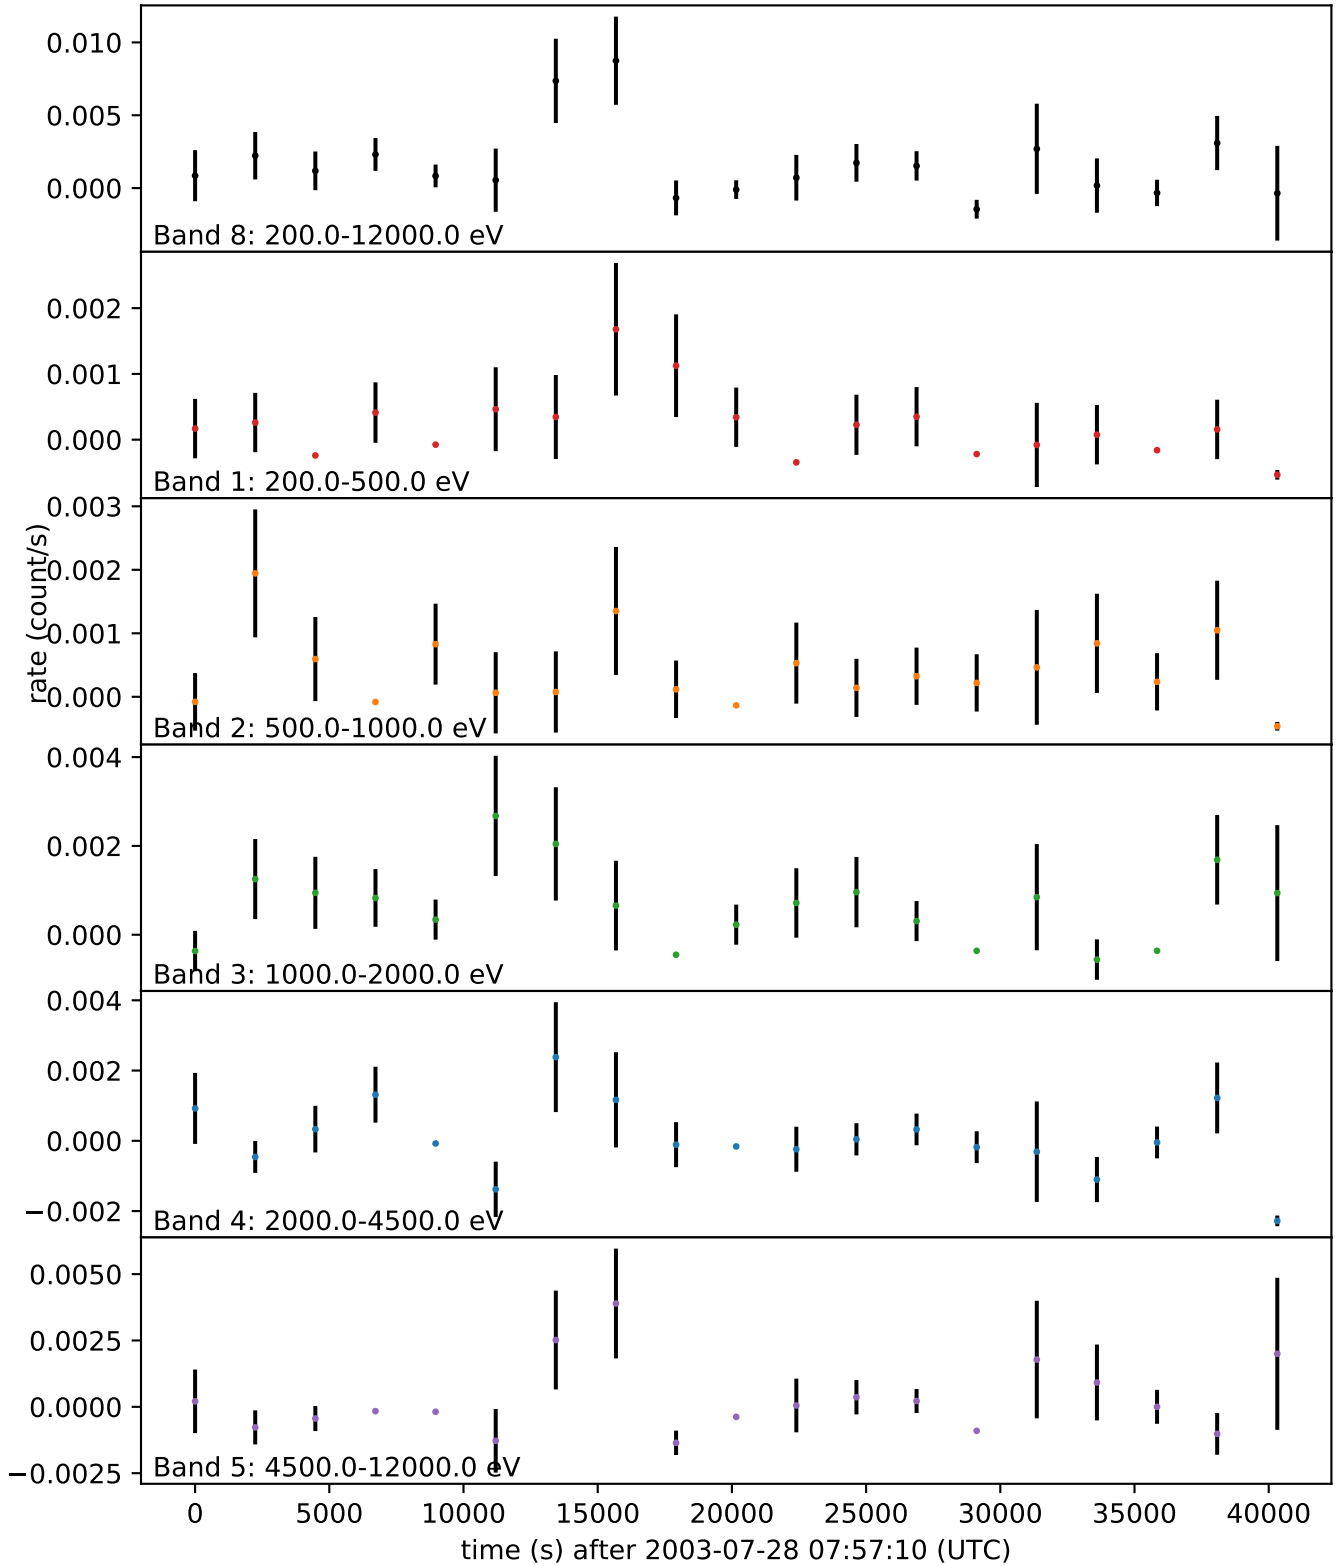 0.010
0.005
0.000
Band 8: 200.0-12000.0 eV
0.002
0.001
0.000
Band 1: 200.0-500.0 eV
0.003
0.002
0.001
0.000
Band 2: 500.0-1000.0 eV
rate (count/s)
0.004
0.002
0.000
Band 3: 1000.0-2000.0 eV
0.004
0.002
0.000
−0.002
Band 4: 2000.0-4500.0 eV
0.0050
0.0025
0.0000
−0.0025
Band 5: 4500.0-12000.0 eV
0 5000 10000 15000 20000 25000 30000 35000 40000
time (s) after 2003-07-28 07:57:10 (UTC)